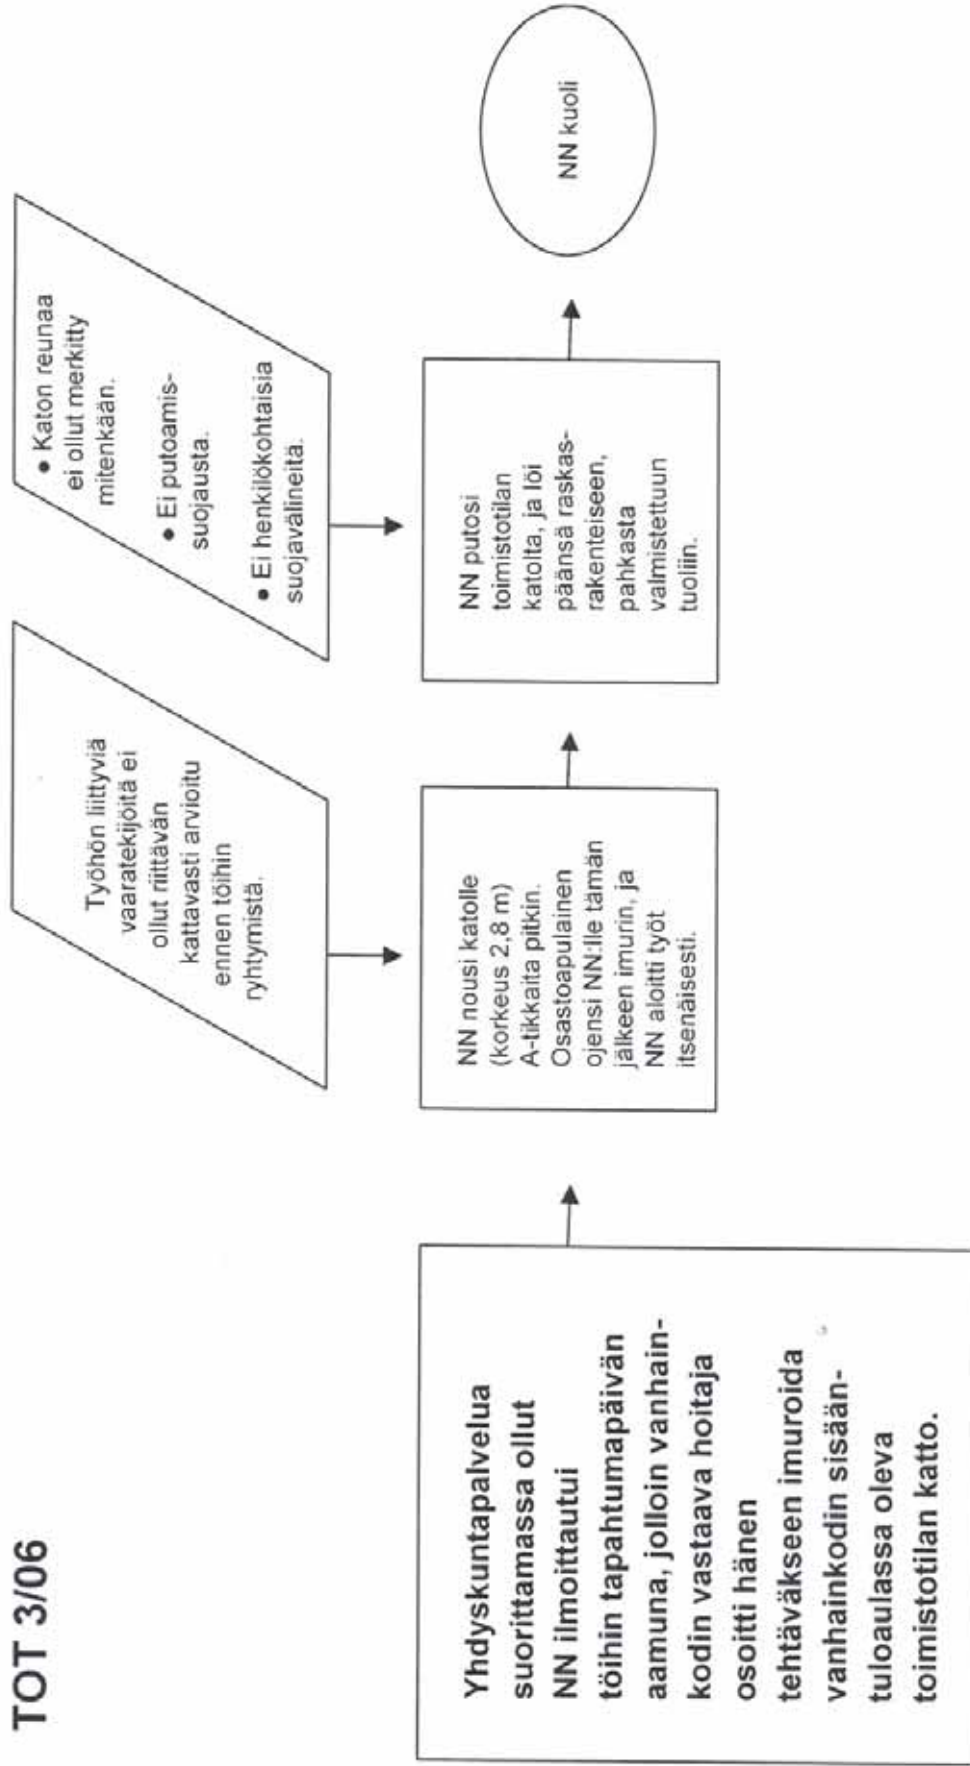 TOT 3/06
Yhdyskuntapalvelua
suorittamassa ollut
NN ilmoittautui
töihin tapahtumapäivän
aamuna, jolloin vanhain-
kodin vastaava hoitaja
osoitti hänen
tehtäväkseen imuroida
vanhainkodin sisään-
tuloaulassa oleva
toimistotilan katto.
Työhön liittyviä
vaaratekijöitä ei
ollut riittävän
kattavasti arvioitu
ennen töihin
ryhtymistä.
NN nousi katolle
(korkeus 2,8 m)
A-tikkaita pitkin.
Osastoapulainen
ojensi NN:lle tämän
jälkeen imurin, ja
NN aloitti työt
itsenäisesti.
• Katon reunaa
ei ollut merkitty
mitenkään.
• Ei putoamis-
suojausta.
• Ei henkilökohtaisia
suojavälineitä.
NN putosi
toimistotilan
katolta, ja löi
päänsä raskas-
rakenteiseen,
pahkasta
valmistettuun
tuoliin.
NN kuoli